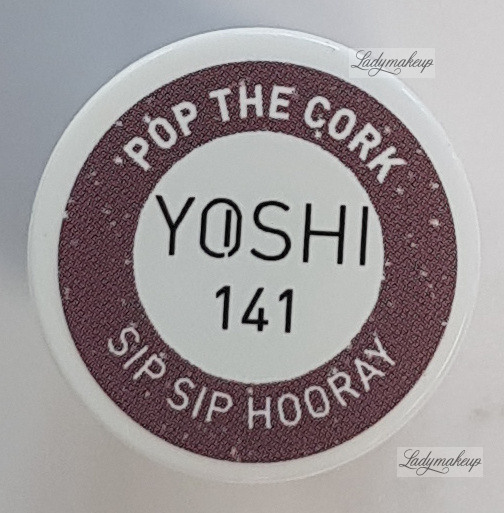 Ladymakeup
POP THE CORK
YOSHI
141
SIP SIP HOORAY
Ladymakeup